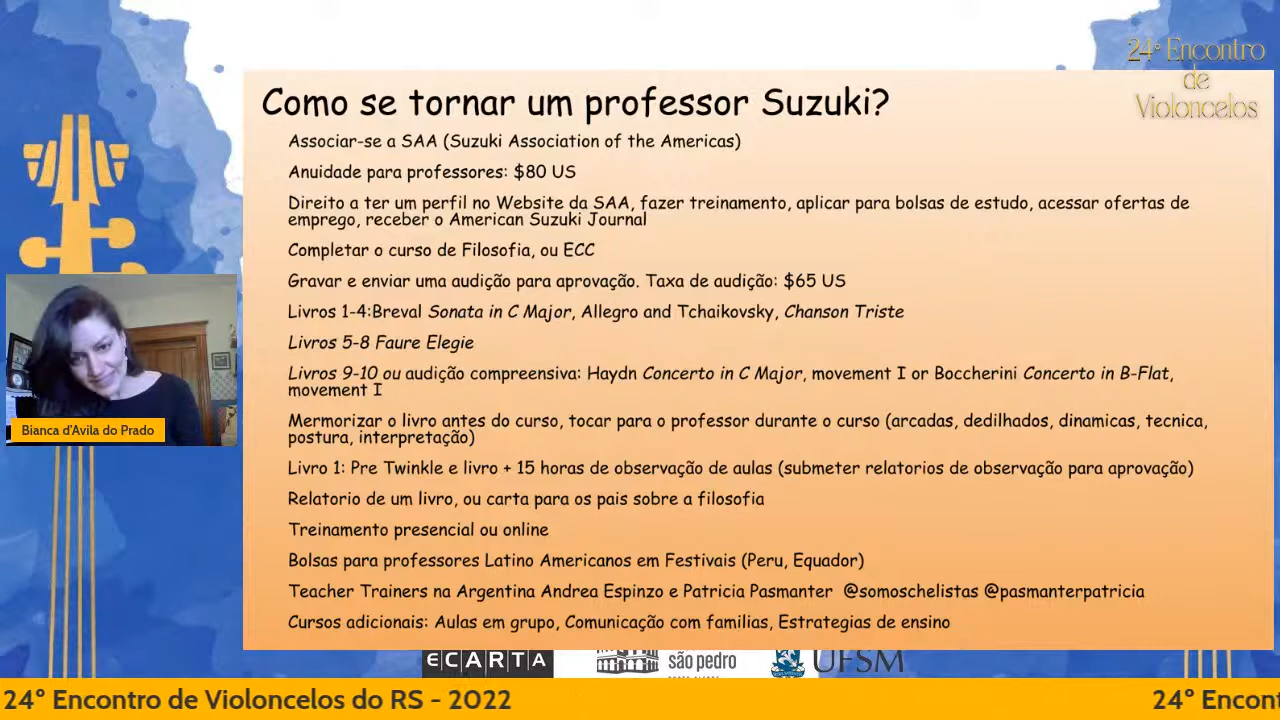 24º Encontro
de
Violoncelos
Como se tornar um professor Suzuki?
Associar-se a SAA (Suzuki Association of the Americas)
Anuidade para professores: $80 US
Direito a ter um perfil no Website da SAA, fazer treinamento, aplicar para bolsas de estudo, acessar ofertas de
emprego, receber o American Suzuki Journal
Completar o curso de Filosofia, ou ECC
Gravar e enviar uma audição para aprovação. Taxa de audição: $65 US
Livros 1-4:Breval Sonata in C Major, Allegro and Tchaikovsky, Chanson Triste
Livros 5-8 Faure Elegie
Livros 9-10 ou audição compreensiva: Haydn Concerto in C Major, movement I or Boccherini Concerto in B-Flat,
movement I
Mermorizar o livro antes do curso, tocar para o professor durante o curso (arcadas, dedilhados, dinamicas, tecnica,
postura, interpretação)
Livro 1: Pre Twinkle e livro + 15 horas de observação de aulas (submeter relatorios de observação para aprovação)
Relatorio de um livro, ou carta para os pais sobre a filosofia
Treinamento presencial ou online
Bolsas para professores Latino Americanos em Festivais (Peru, Equador)
Teacher Trainers na Argentina Andrea Espinzo e Patricia Pasmanter @somoschelistas @pasmanterpatricia
Cursos adicionais: Aulas em grupo, Comunicação com familias, Estrategias de ensino
Bianca d'Avila do Prado
ECARTA
são pedro
UFSM
24º Encontro de Violoncelos do RS - 2022
24º Encont